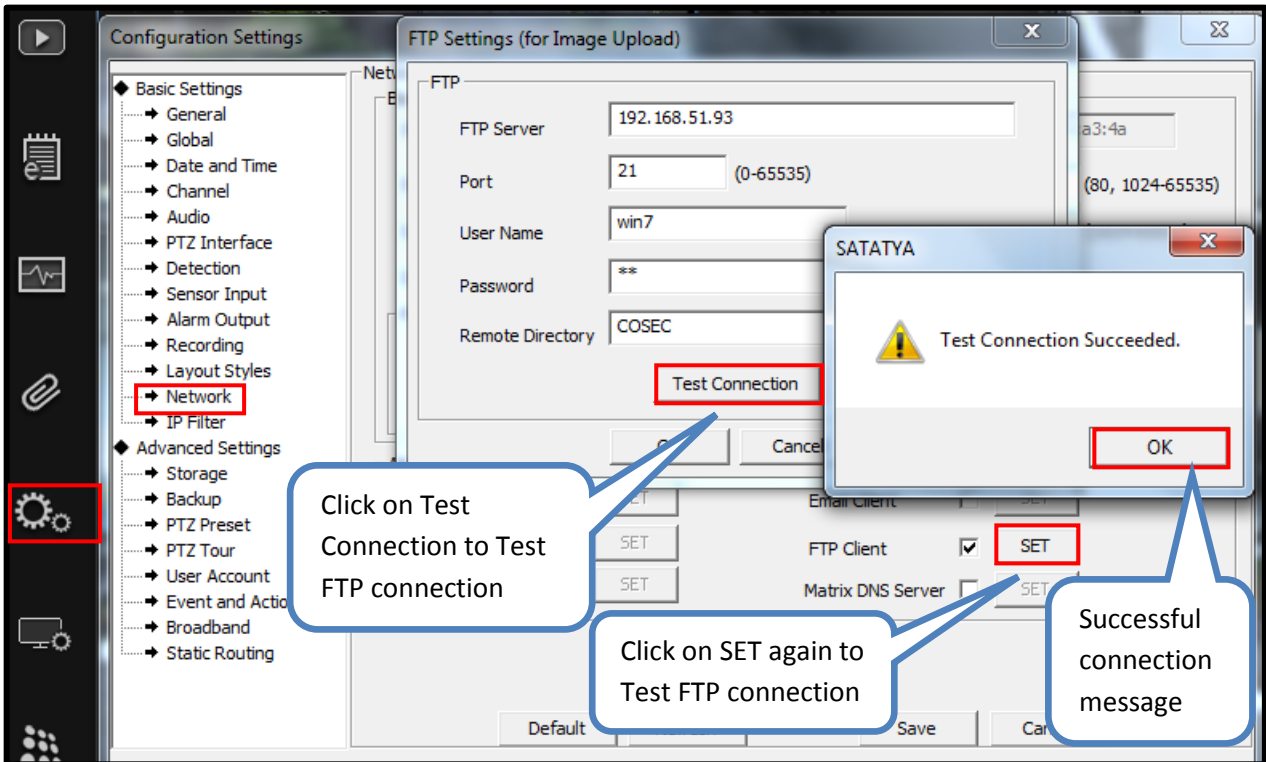 Configuration Settings
FTP Settings (for Image Upload)
Basic Settings
General
Global
Date and Time
Channel
Audio
PTZ Interface
Detection
Sensor Input
Alarm Output
Recording
Layout Styles
Network
IP Filter
Advanced Settings
Storage
Backup
PTZ Preset
PTZ Tour
User Account
Event and Actio
Broadband
Static Routing
FTP
FTP Server 192.168.51.93
Port 21 (0-65535)
User Name win7
Password **
Remote Directory COSEC
Test Connection
Cancel
a3:4a
(80, 1024-65535)
SATATYA
Test Connection Succeeded.
OK
Email Client
SET
FTP Client SET
SET
Matrix DNS Server SET
Click on Test
Connection to Test
FTP connection
Click on SET again to
Test FTP connection
Successful
connection
message
Default
Save